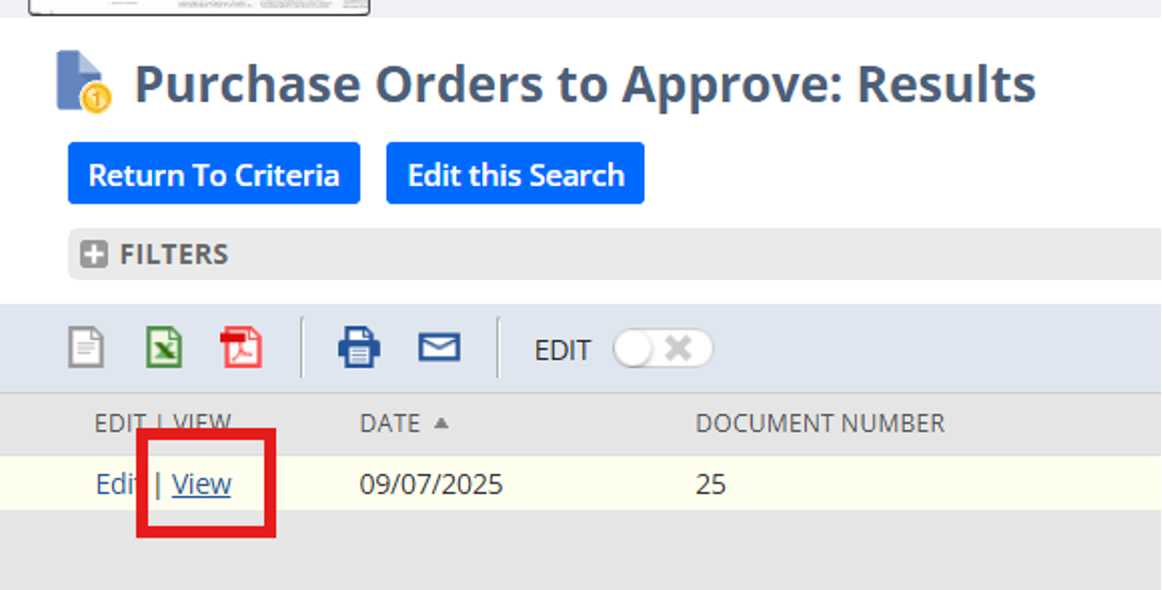 Purchase Orders to Approve: Results
Return To Criteria Edit this Search
FILTERS
EDIT
EDIT | VIEW DATE DOCUMENT NUMBER
Edit | View 09/07/2025 25